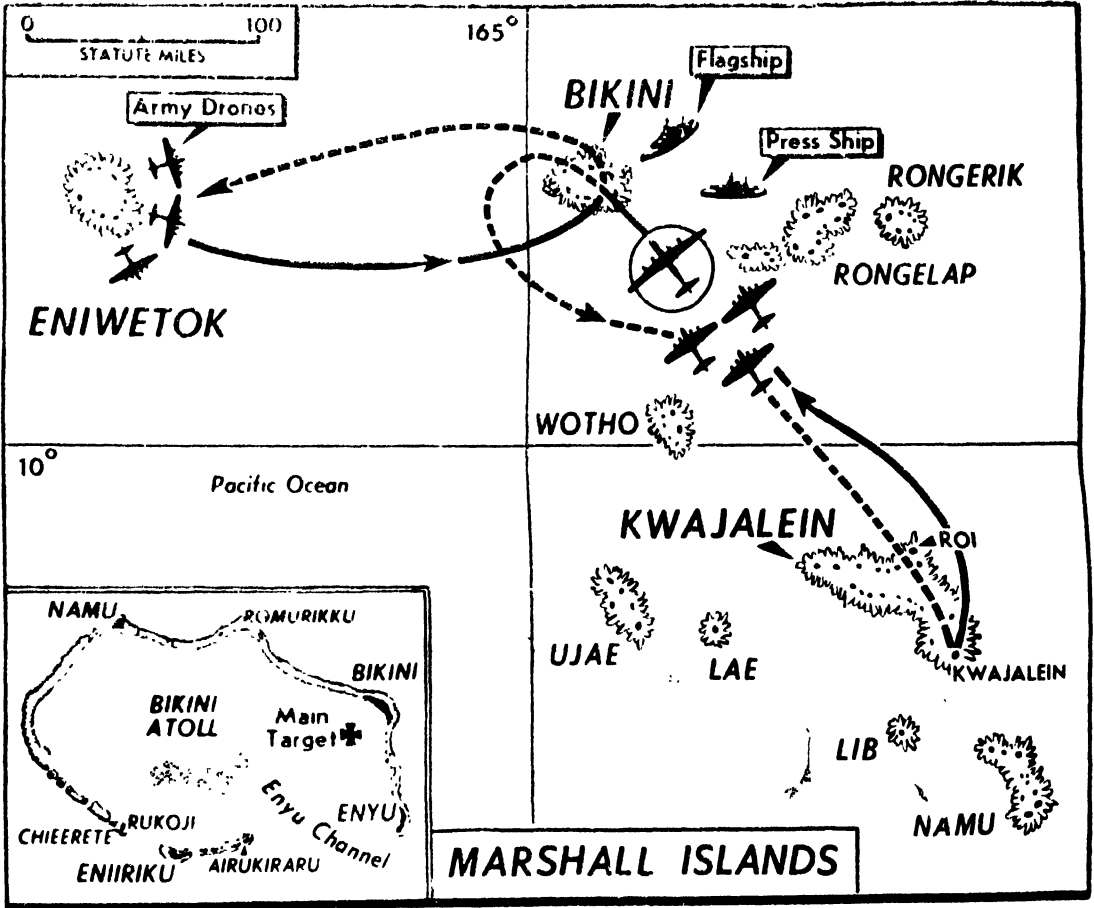 0 100
STATUTE MILES
165°
Flagship
BIKINI
Army Drones
Press Ship
RONGERIK
RONGELAP
ENIWETOK
WOTHO
10°
Pacific Ocean
KWAJALEIN
ROI
UJAE
LAE
KWAJALEIN
LIB
NAMU
NAMU
ROMURIKKU
BIKINI
BIKINI
ATOLL
Main
Target
Enyu Channel
ENYU
RUKOJI
CHIEERETE
ENIIRIKU
AIRUKIRARU
MARSHALL ISLANDS